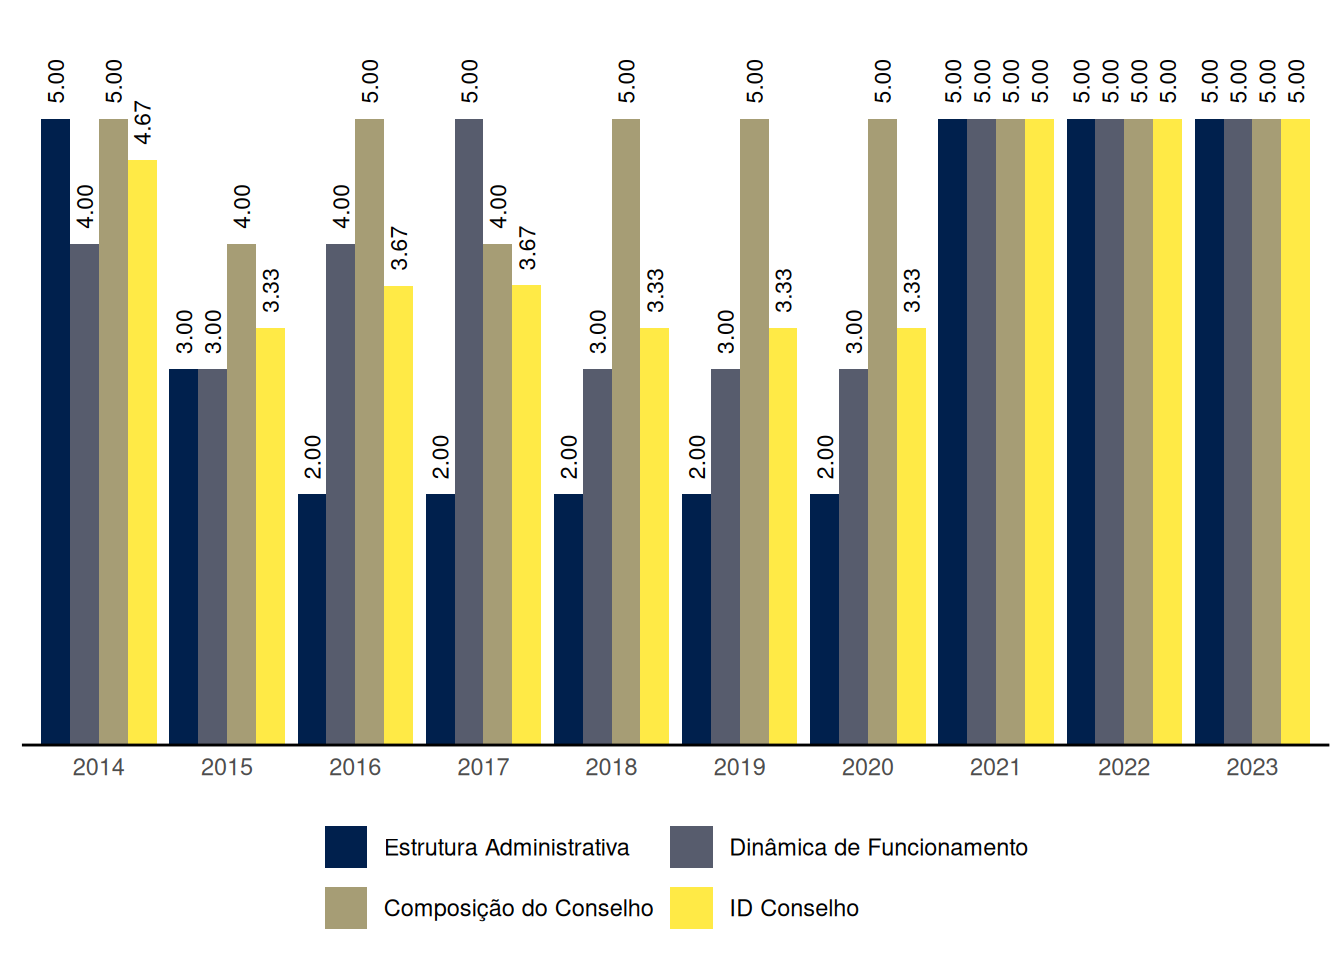 5.00 4.00 5.00 4.67 3.00 3.00 4.00 3.33 2.00 4.00 5.00 3.67 2.00 5.00 4.00 3.67 2.00 3.00 5.00 3.33 2.00 3.00 5.00 3.33 2.00 3.00 5.00 3.33 5.00 5.00 5.00 5.00 5.00 5.00 5.00 5.00 5.00 5.00 5.00 5.00
2014 2015 2016 2017 2018 2019 2020 2021 2022 2023
Estrutura Administrativa Dinâmica de Funcionamento
Composição do Conselho ID Conselho